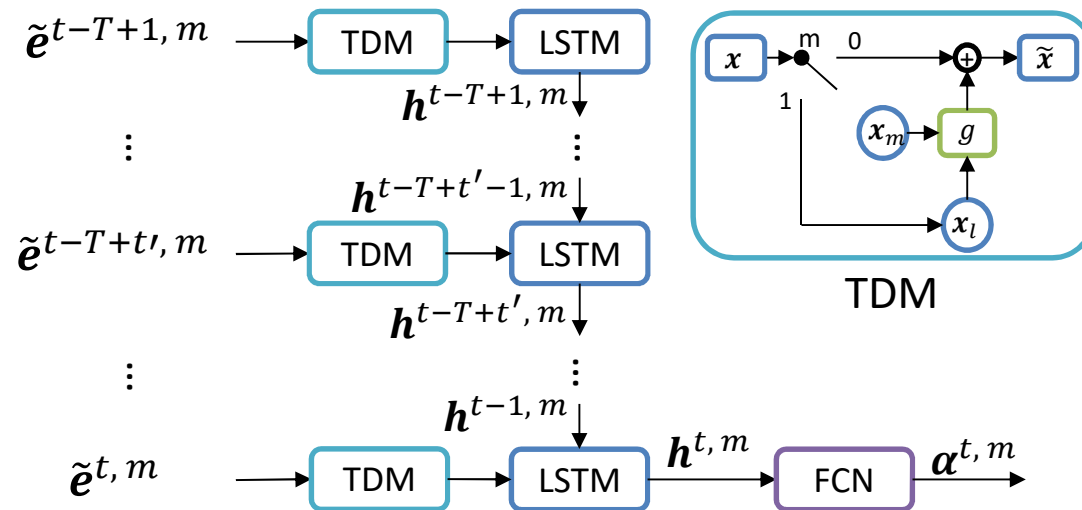 ẽ^{t−T+1, m} TDM LSTM
h^{t−T+1, m}
⋮ ⋮
h^{t−T+t′−1, m}
ẽ^{t−T+t′, m} TDM LSTM
h^{t−T+t′, m}
⋮ ⋮
h^{t−1, m}
ẽ^{t, m} TDM LSTM h^{t, m} FCN α^{t, m}
x m 0 + x̃
1
x_m g
x_l
TDM